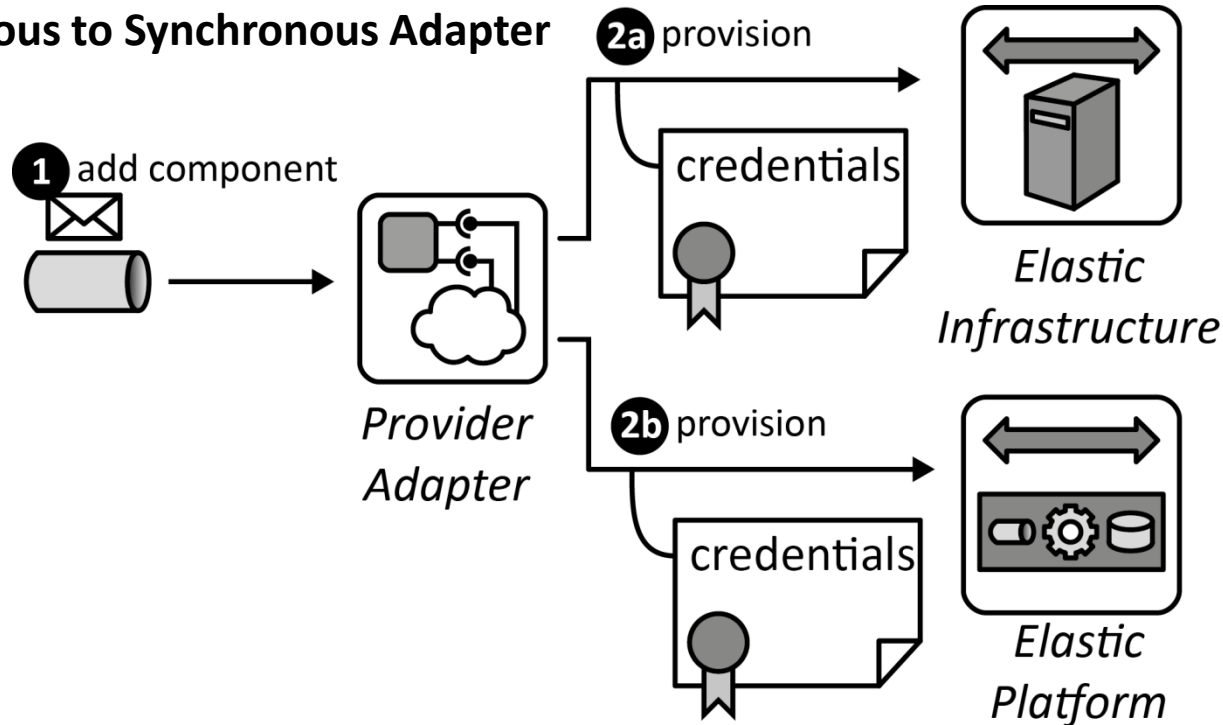 ous to Synchronous Adapter
2a provision
1 add component
credentials
Elastic
Infrastructure
Provider
Adapter
2b provision
credentials
Elastic
Platform